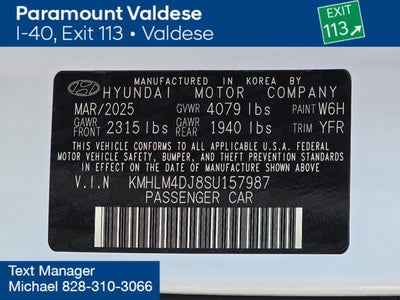 Paramount Valdese
I-40, Exit 113 • Valdese
EXIT
113
MANUFACTURED IN KOREA BY
HYUNDAI MOTOR COMPANY
MAR/2025 GVWR 4079 lbs PAINT W6H
GAWR FRONT 2315 lbs GAWR REAR 1940 lbs TRIM YFR
THIS VEHICLE CONFORMS TO ALL APPLICABLE
U.S. FEDERAL MOTOR VEHICLE SAFETY, BUMPER, AND THEFT
PREVENTION STANDARDS IN EFFECT ON THE DATE OF
MANUFACTURE SHOWN ABOVE.
V.I.N KMHLM4DJ8SU157987
PASSENGER CAR
Text Manager
Michael 828-310-3066